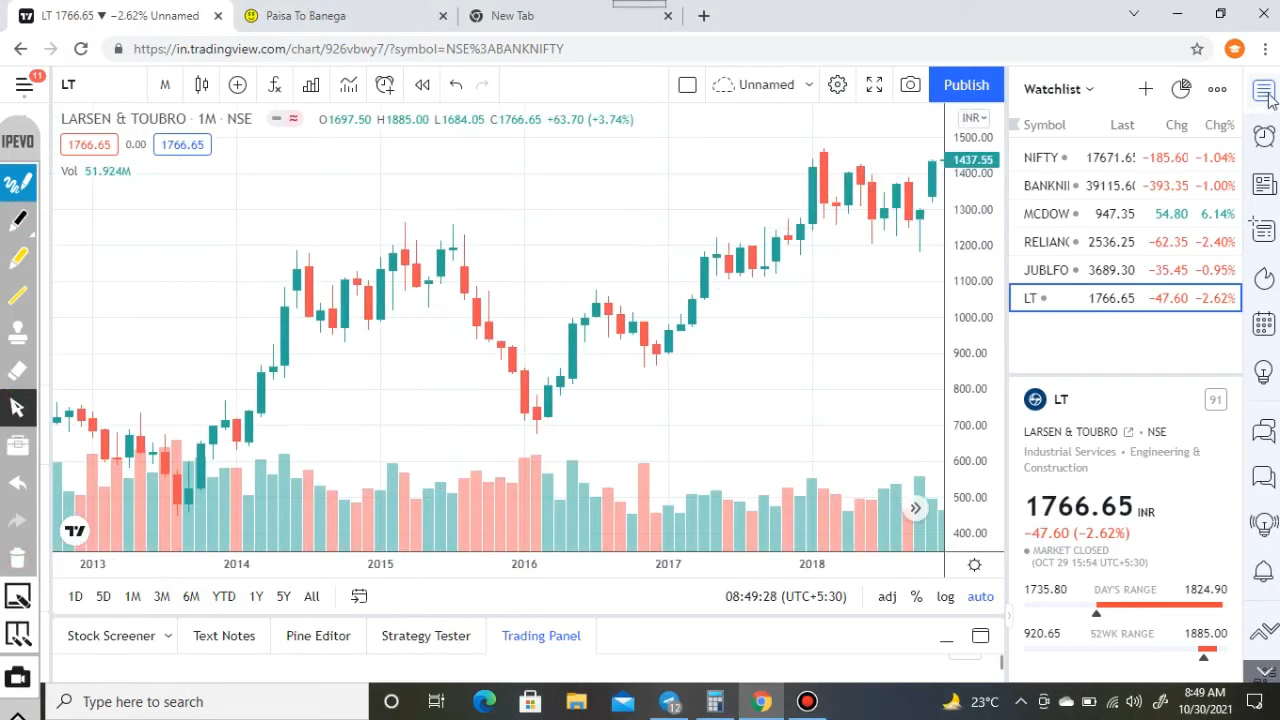 LT 1766.65 ▼ −2.62% Unnamed
Paisa To Banega
New Tab
https://in.tradingview.com/chart/926vbwy7/?symbol=NSE%3ABANKNIFTY
11
LT
M
Unnamed
Publish
IPEVO
LARSEN & TOUBRO · 1M · NSE
O1697.50 H1885.00 L1684.05 C1766.65 +63.70 (+3.74%)
INR
1766.65 0.00 1766.65
Vol 51.924M
1500.00
1437.55
1400.00
1300.00
1200.00
1100.00
1000.00
900.00
800.00
700.00
600.00
500.00
400.00
2013 2014 2015 2016 2017 2018
1D 5D 1M 3M 6M YTD 1Y 5Y All
08:49:28 (UTC+5:30)
adj % log auto
Stock Screener
Text Notes
Pine Editor
Strategy Tester
Trading Panel
Watchlist
Symbol Last Chg Chg%
NIFTY 17671.65 −185.60 −1.04%
BANKNI 39115.60 −393.35 −1.00%
MCDOW 947.35 54.80 6.14%
RELIANC 2536.25 −62.35 −2.40%
JUBLFO 3689.30 −35.45 −0.95%
LT 1766.65 −47.60 −2.62%
LT
91
LARSEN & TOUBRO • NSE
Industrial Services • Engineering &
Construction
1766.65 INR
−47.60 (−2.62%)
MARKET CLOSED
(OCT 29 15:54 UTC+5:30)
1735.80 DAY'S RANGE 1824.90
920.65 52WK RANGE 1885.00
Type here to search
12
23°C
8:49 AM
10/30/2021